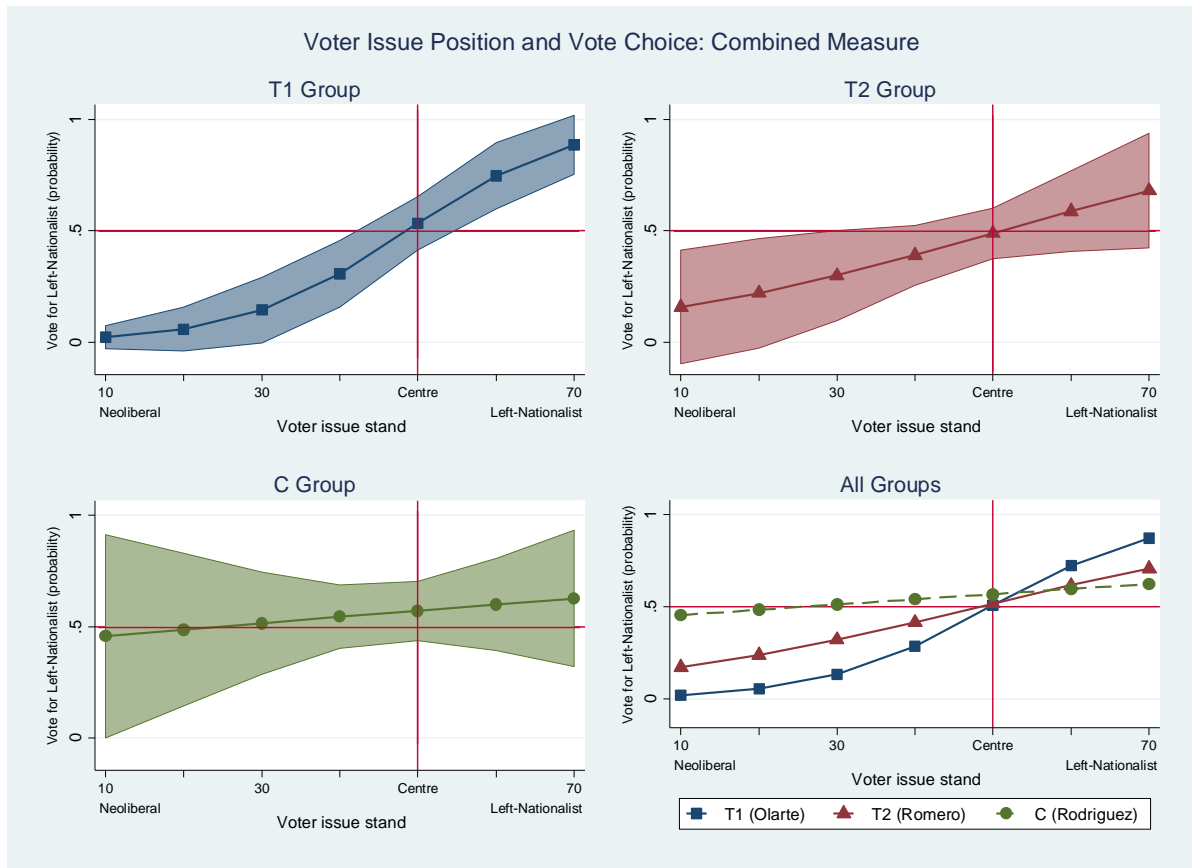 Voter Issue Position and Vote Choice: Combined Measure
T1 Group
Vote for Left-Nationalist (probability)
1
.5
0
10
30
Centre
70
Neoliberal
Left-Nationalist
Voter issue stand
T2 Group
Vote for Left-Nationalist (probability)
1
.5
0
10
30
Centre
70
Neoliberal
Left-Nationalist
Voter issue stand
C Group
Vote for Left-Nationalist (probability)
1
.5
0
10
30
Centre
70
Neoliberal
Left-Nationalist
Voter issue stand
All Groups
Vote for Left-Nationalist (probability)
1
.5
0
10
30
Centre
70
Neoliberal
Left-Nationalist
Voter issue stand
T1 (Olarte)
T2 (Romero)
C (Rodriguez)